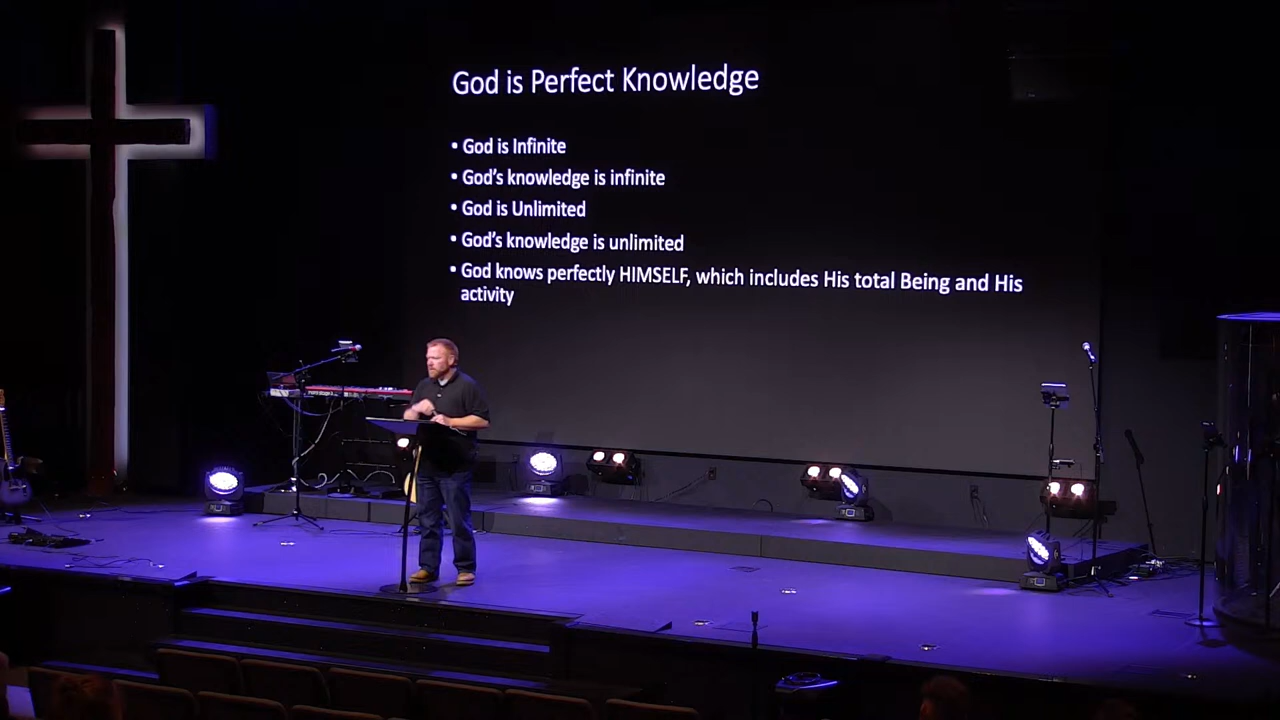 God is Perfect Knowledge
• God is Infinite
• God's knowledge is infinite
• God is Unlimited
• God's knowledge is unlimited
• God knows perfectly HIMSELF, which includes His total Being and His
activity